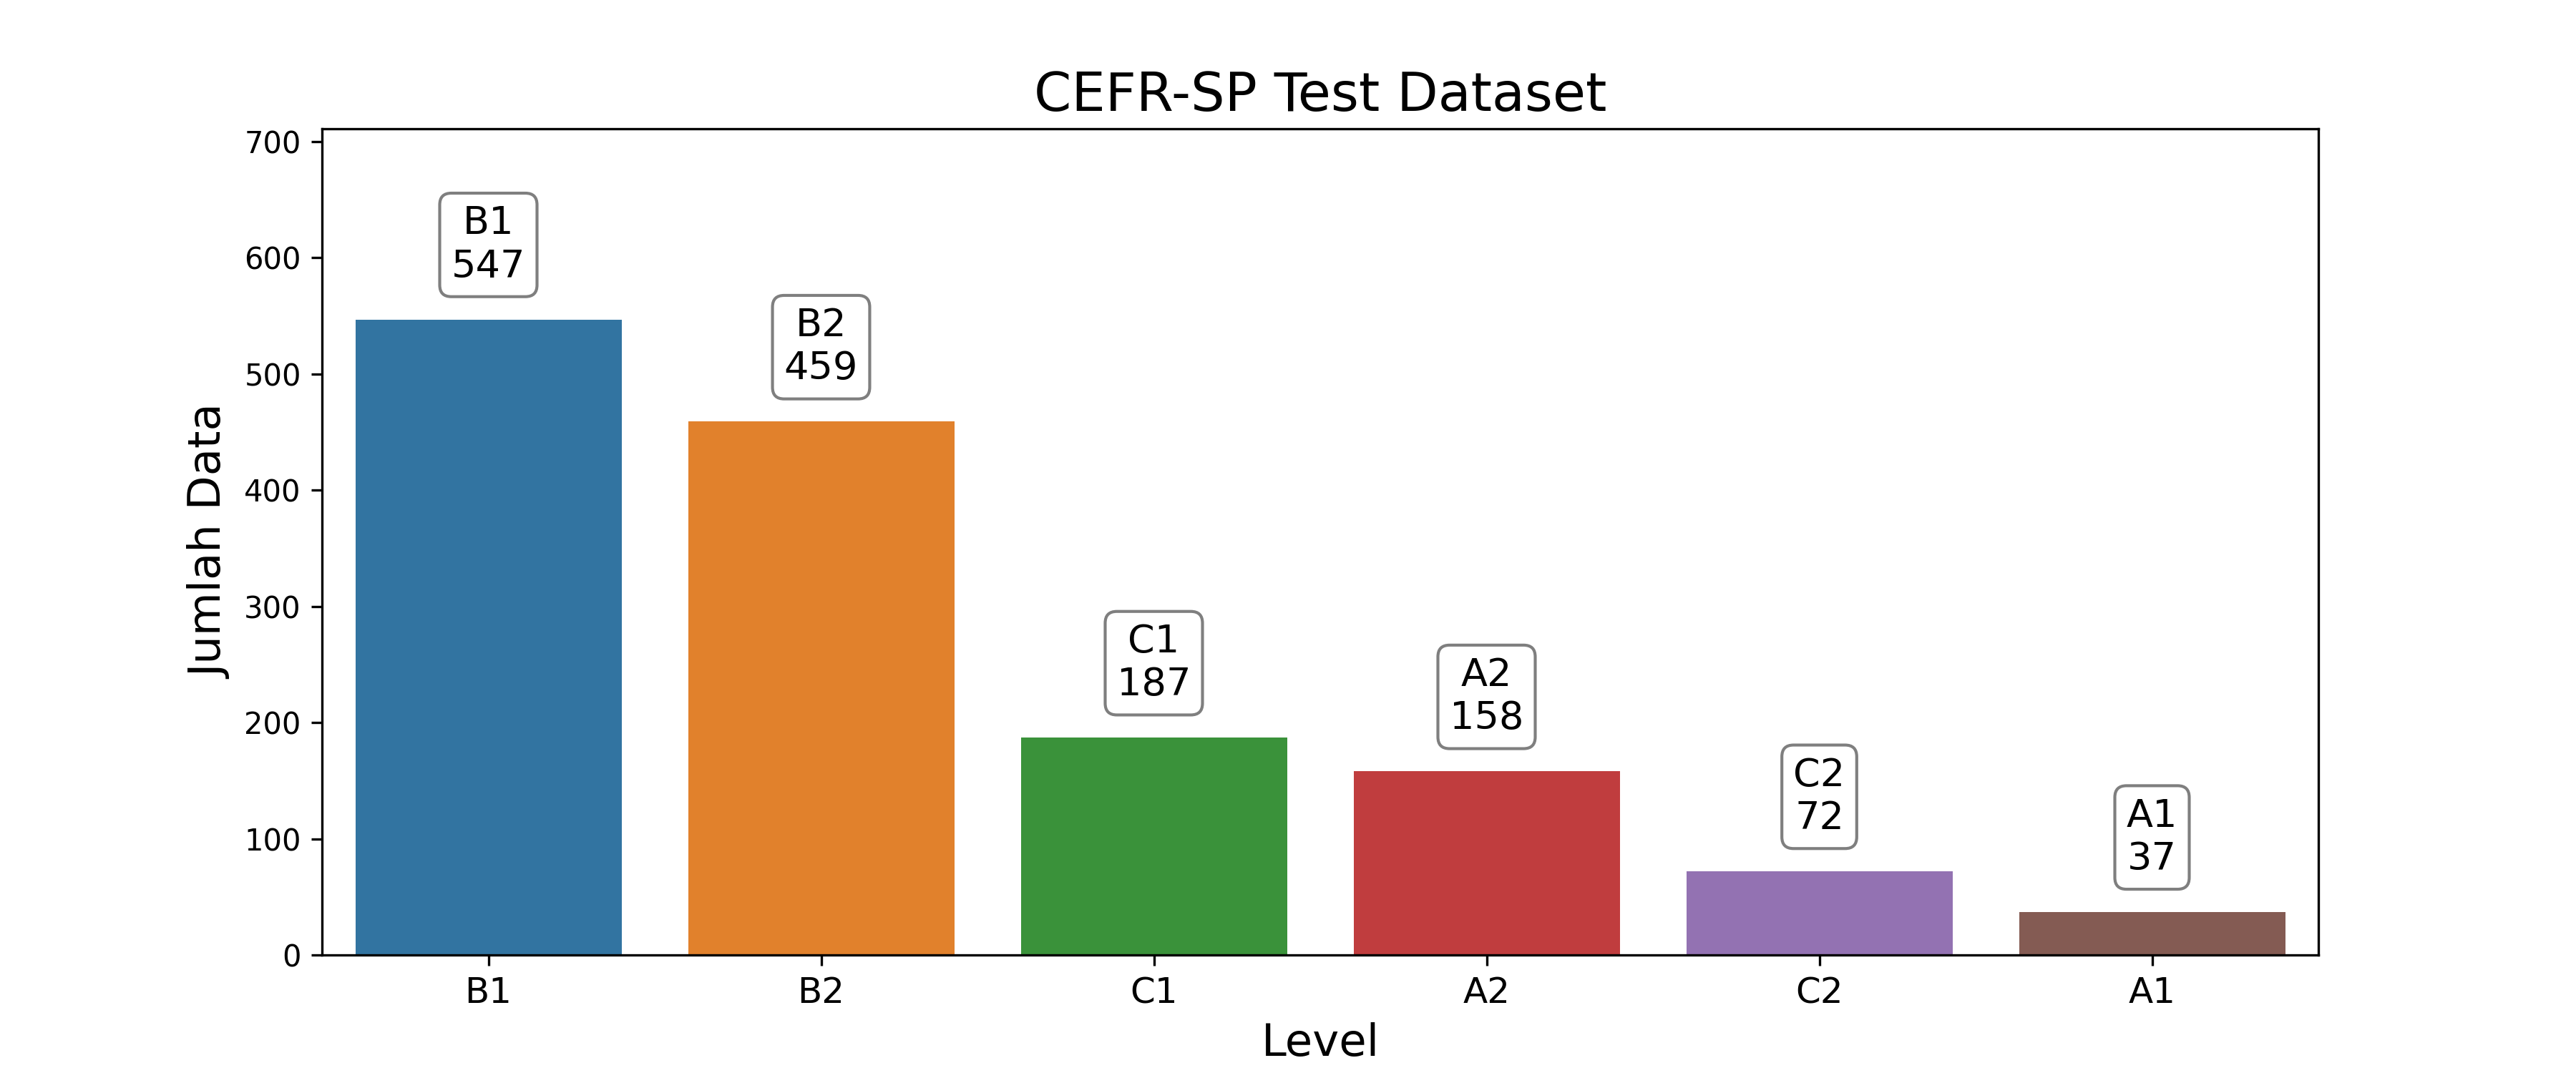 CEFR-SP Test Dataset
700
600
500
400
300
200
100
0
Jumlah Data
B1
547
B2
459
C1
187
A2
158
C2
72
A1
37
B1
B2
C1
A2
C2
A1
Level